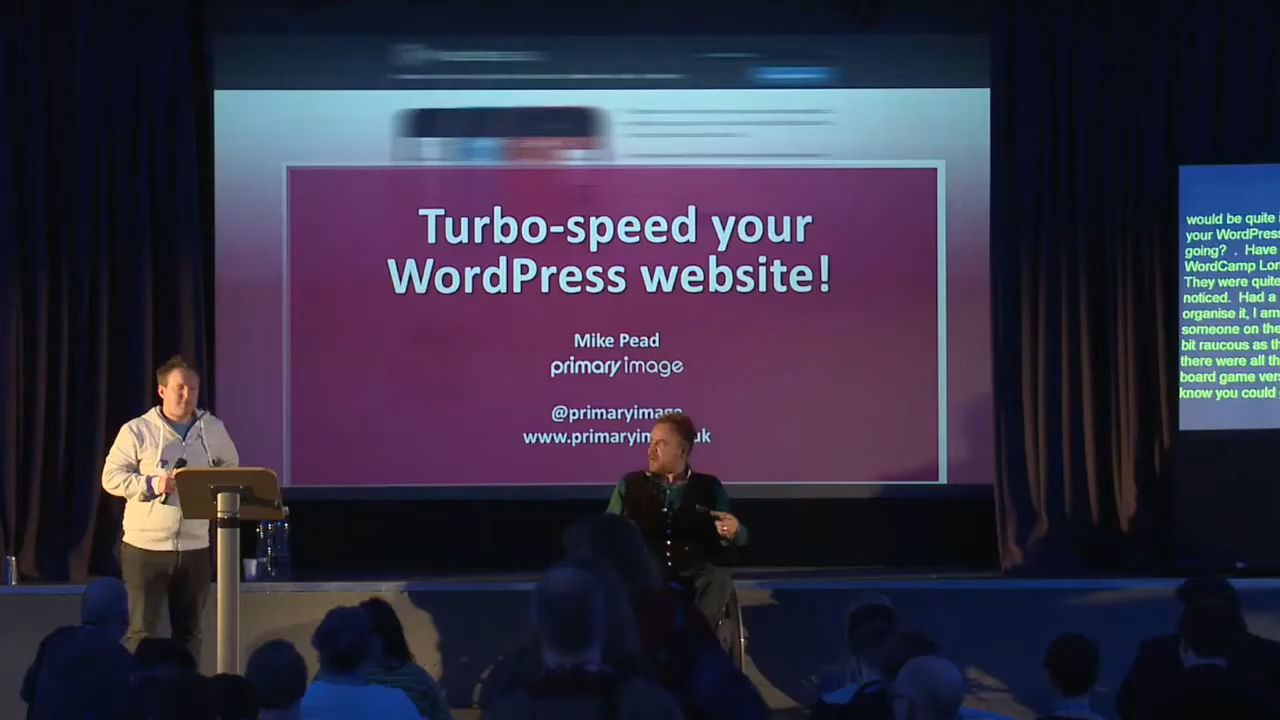 Turbo-speed your
WordPress website!
Mike Pead
primary image
@primaryimage
www.primaryim uk
would be quite
your WordPress
going? . Have
WordCamp Lon
They were quite
noticed. Had a
organise it, I am
someone on the
bit raucous as th
there were all th
board game vers
know you could